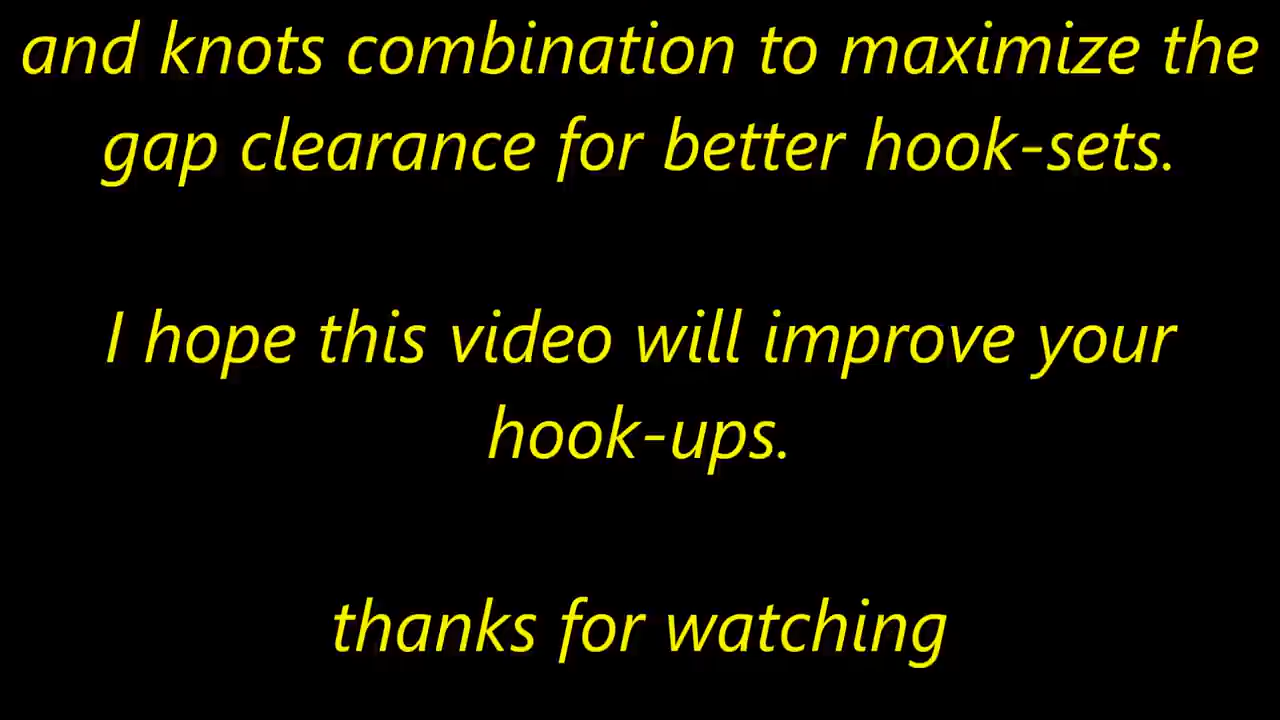 and knots combination to maximize the
gap clearance for better hook-sets.
I hope this video will improve your
hook-ups.
thanks for watching